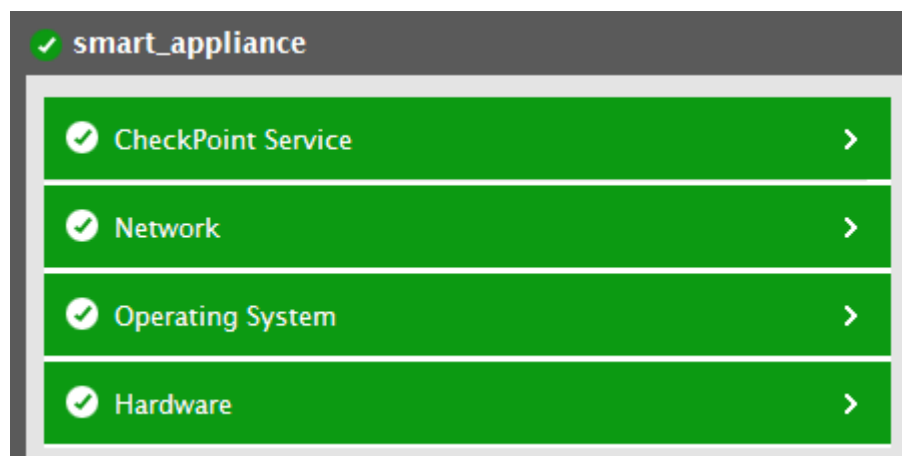 smart_appliance
CheckPoint Service
Network
Operating System
Hardware